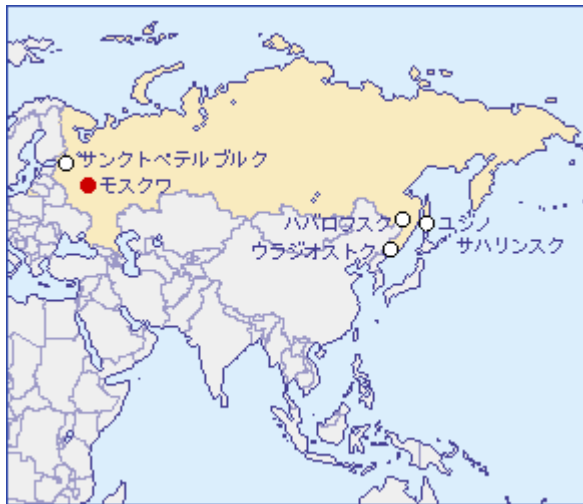 サンクトペテルブルク
モスクワ
ハバロフスク
ユジノ
サハリンスク
ウラジオストク